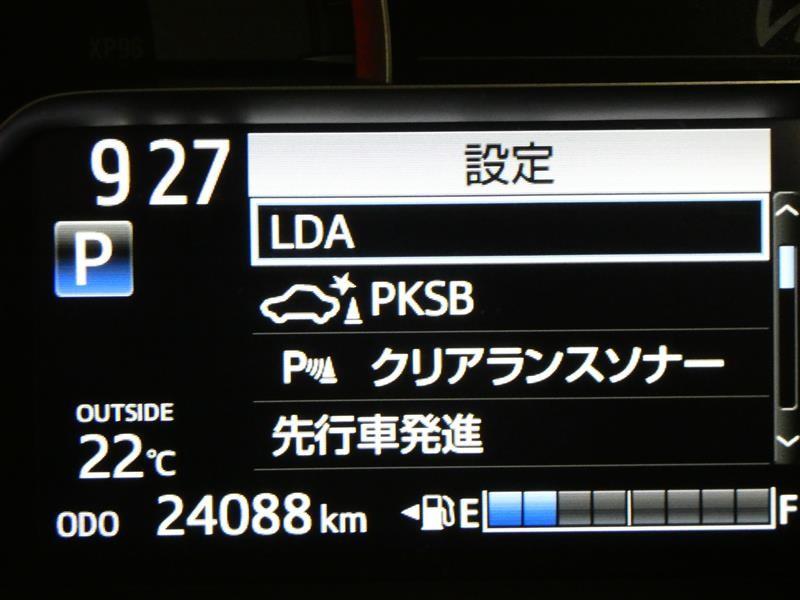 9 27
設定
P
LDA
PKSB
P クリアランスソナー
先行車発進
OUTSIDE
22℃
ODO 24088 km
E F